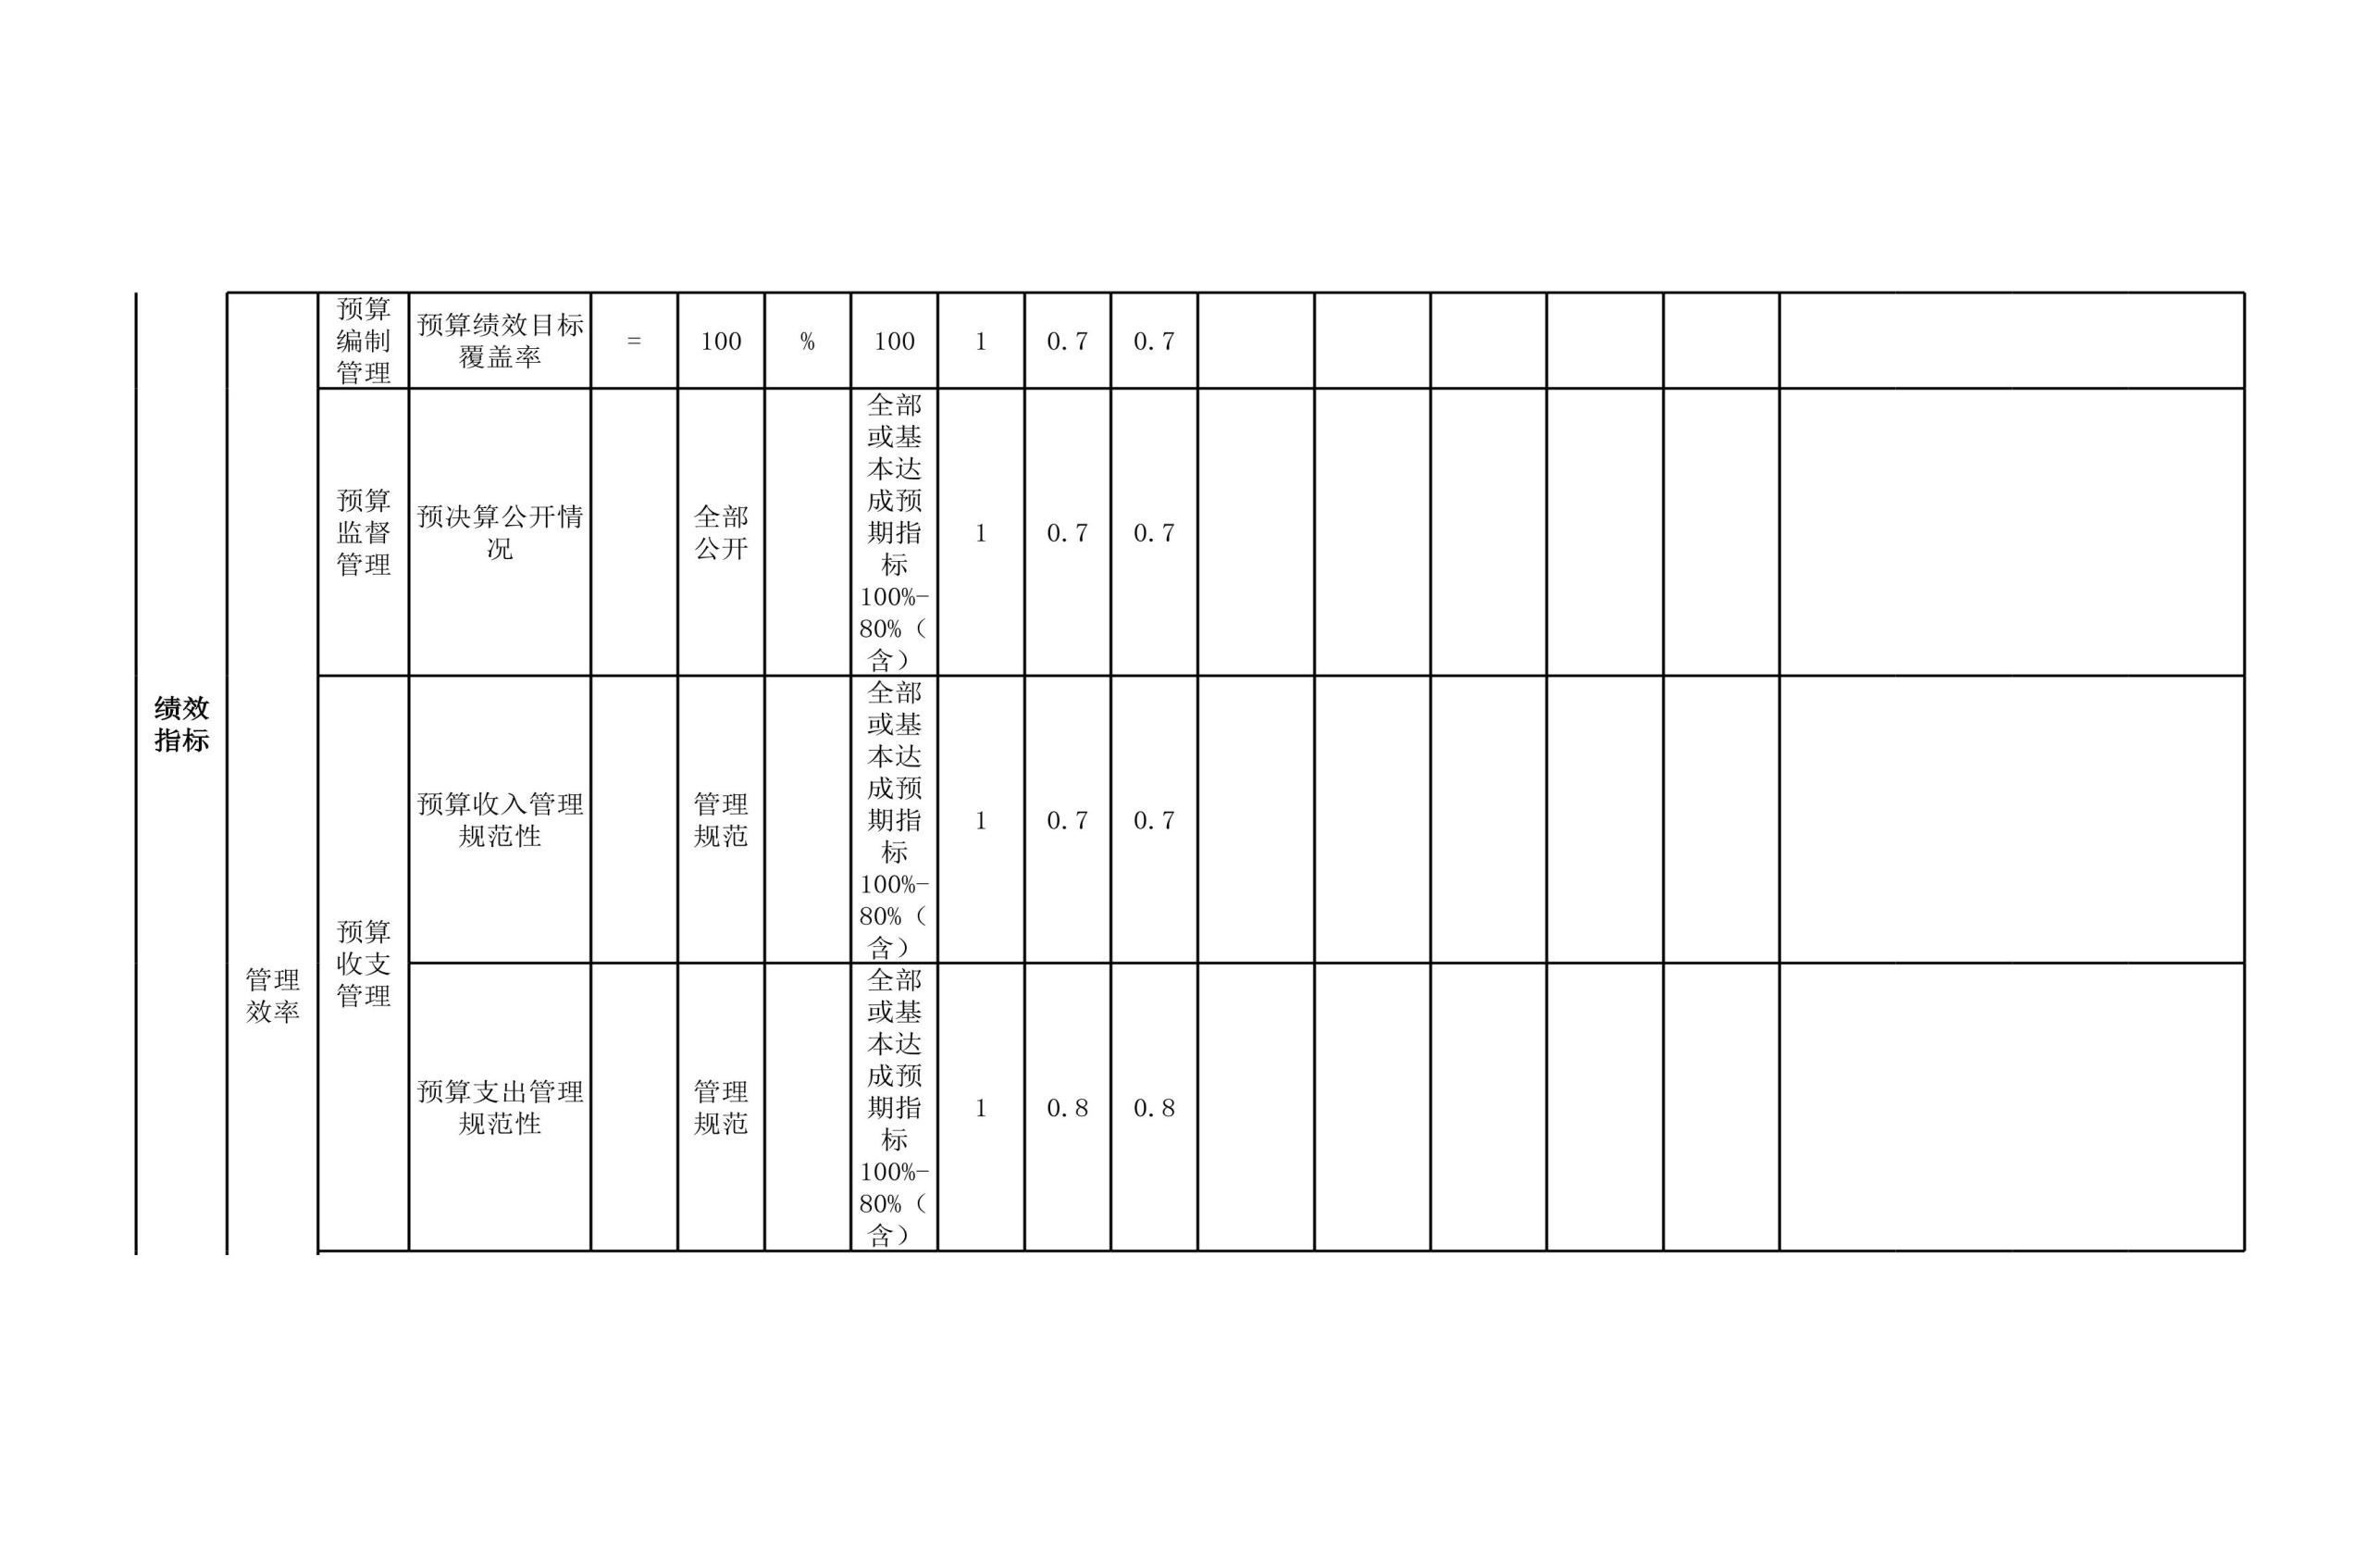 绩效
指标
管理
效率
预算
编制
管理
预算绩效目标
覆盖率
=
100
%
100
1
0.7
0.7
预算
监督
管理
预决算公开情
况
全部
公开
全部
或基
本达
成预
期指
标
100%-
80%（
含）
1
0.7
0.7
预算
收支
管理
预算收入管理
规范性
管理
规范
全部
或基
本达
成预
期指
标
100%-
80%（
含）
1
0.7
0.7
预算支出管理
规范性
管理
规范
全部
或基
本达
成预
期指
标
100%-
80%（
含）
1
0.8
0.8